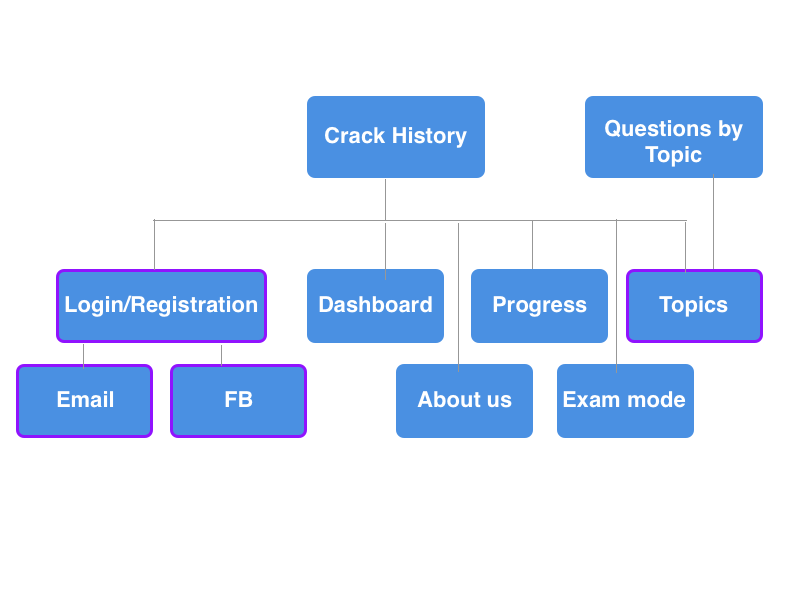 Crack History
Questions by
Topic
Login/Registration
Dashboard
Progress
Topics
Email
FB
About us
Exam mode